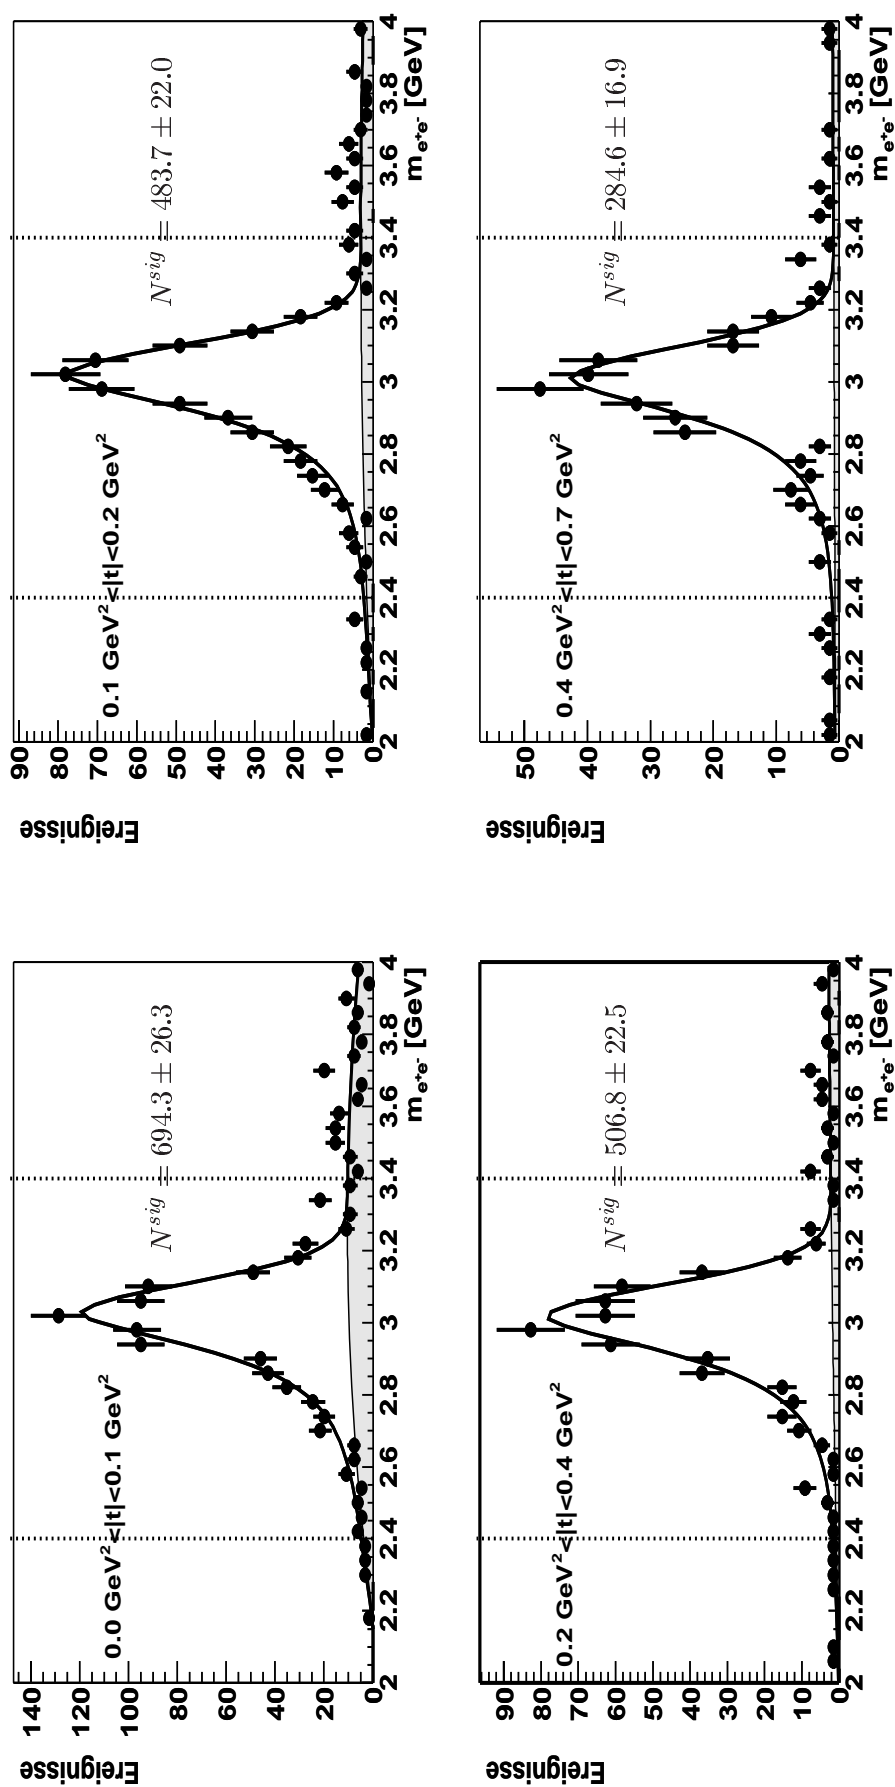 Ereignisse
140
120
100
80
60
40
20
0
0.0 GeV²<|t|<0.1 GeV²
N^sig = 694.3 ± 26.3
2 2.2 2.4 2.6 2.8 3 3.2 3.4 3.6 3.8 4
m_e⁺e⁻ [GeV]
Ereignisse
90
80
70
60
50
40
30
20
10
0
0.1 GeV²<|t|<0.2 GeV²
N^sig = 483.7 ± 22.0
2 2.2 2.4 2.6 2.8 3 3.2 3.4 3.6 3.8 4
m_e⁺e⁻ [GeV]
Ereignisse
90
80
70
60
50
40
30
20
10
0
0.2 GeV²<|t|<0.4 GeV²
N^sig = 506.8 ± 22.5
2 2.2 2.4 2.6 2.8 3 3.2 3.4 3.6 3.8 4
m_e⁺e⁻ [GeV]
Ereignisse
50
40
30
20
10
0
0.4 GeV²<|t|<0.7 GeV²
N^sig = 284.6 ± 16.9
2 2.2 2.4 2.6 2.8 3 3.2 3.4 3.6 3.8 4
m_e⁺e⁻ [GeV]